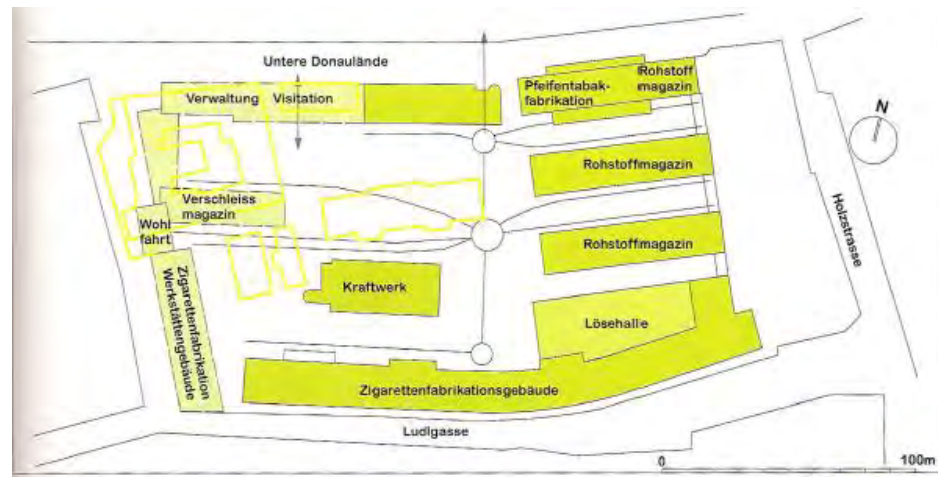 Untere Donaulände
Verwaltung Visitation
Pfeifentabak-
fabrikation
Rohstoff
magazin
N
Rohstoffmagazin
Verschleiss
magazin
Wohl
fahrt
Rohstoffmagazin
Holzstrasse
Kraftwerk
Zigarettenfabrikation
Werkstättengebäude
Lösehalle
Zigarettenfabrikationsgebäude
Ludlgasse
0
100m